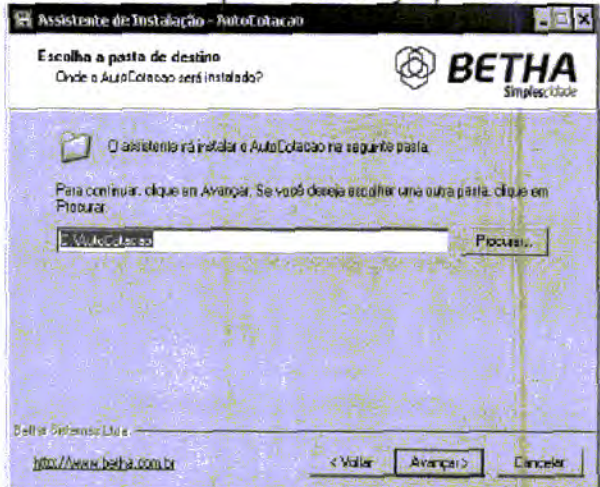 Assistente de Instalação - AutoCotacao
Escolha a pasta de destino
Onde o AutoCotacao será instalado?
BETHA
Simplescidade
O assistente irá instalar o AutoCotacao na seguinte pasta.
Para continuar, clique em Avançar. Se você deseja escolher uma outra pasta, clique em
Procurar.
C:\AutoCotacao
Procurar...
Betha Sistemas Ltda.
http://www.betha.com.br
< Voltar
Avançar >
Cancelar